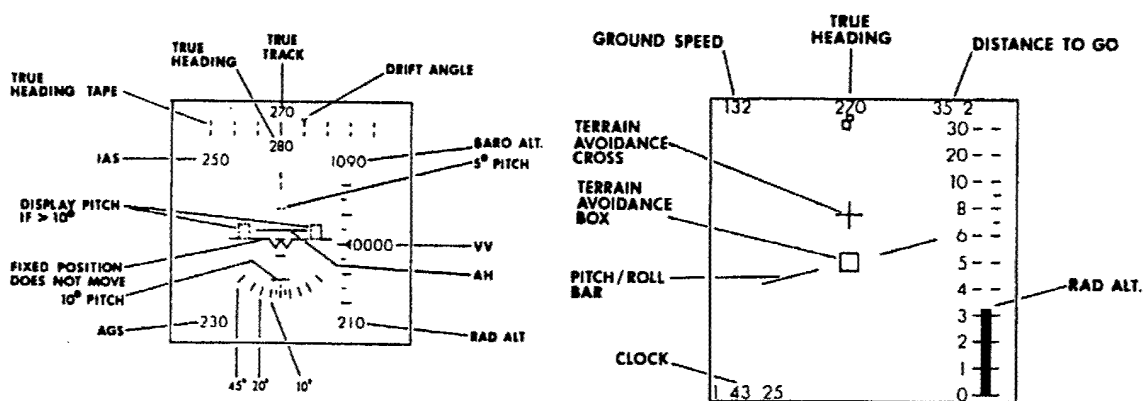 TRUE
TRACK
TRUE
HEADING
DRIFT ANGLE
TRUE
HEADING TAPE
270
280
IAS
250
1090
BARO ALT.
5° PITCH
DISPLAY PITCH
IF > 10°
0000
VV
FIXED POSITION
DOES NOT MOVE
AH
10° PITCH
AGS
230
210
RAD ALT
45° 20° 10°
TRUE
HEADING
GROUND SPEED
DISTANCE TO GO
132
270
35 2
TERRAIN
AVOIDANCE
CROSS
TERRAIN
AVOIDANCE
BOX
PITCH/ROLL
BAR
30
20
10
8
6
5
4
3
2
1
0
RAD ALT.
CLOCK
1 43 25